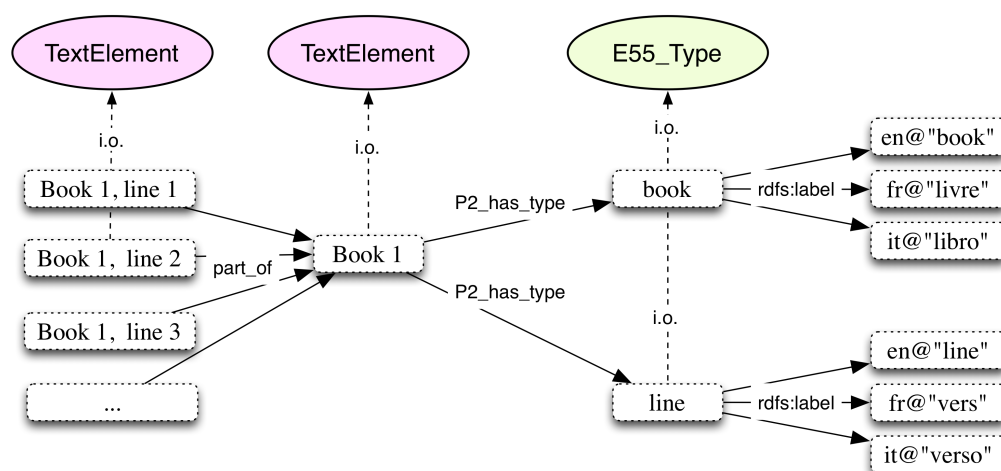 TextElement
TextElement
E55_Type
i.o.
i.o.
i.o.
en@"book"
Book 1, line 1
book
rdfs:label
fr@"livre"
P2_has_type
it@"libro"
Book 1, line 2
part_of
Book 1
P2_has_type
Book 1, line 3
i.o.
en@"line"
...
line
rdfs:label
fr@"vers"
it@"verso"